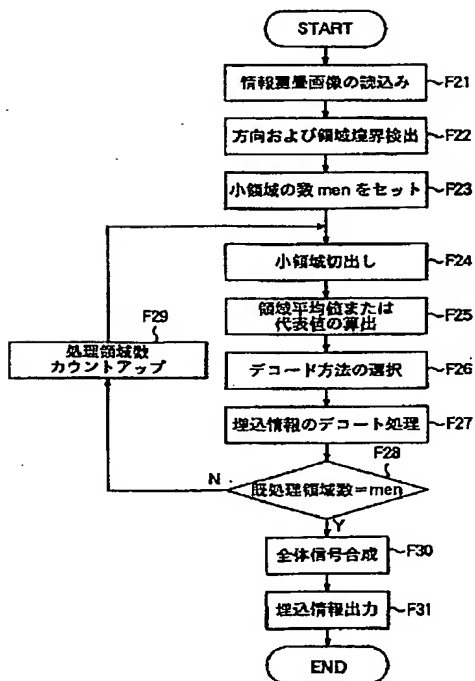 START
情報重畳画像の読込み
F21
方向および領域境界検出
F22
小領域の数 men をセット
F23
小領域切出し
F24
領域平均値または
代表値の算出
F25
F29
処理領域数
カウントアップ
デコード方法の選択
F26
埋込情報のデコート処理
F27
F28
既処理領域数＝men
N
Y
全体信号合成
F30
埋込情報出力
F31
END